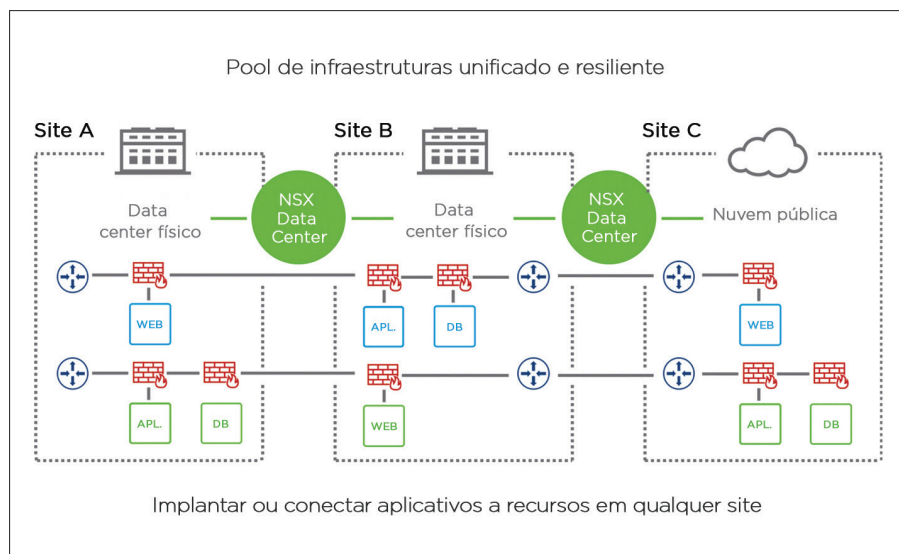 Pool de infraestruturas unificado e resiliente
Site A
Site B
Site C
NSX
Data
Center
NSX
Data
Center
Data
center físico
Data
center físico
Nuvem pública
WEB
APL.
DB
WEB
APL.
DB
WEB
APL.
DB
Implantar ou conectar aplicativos a recursos em qualquer site